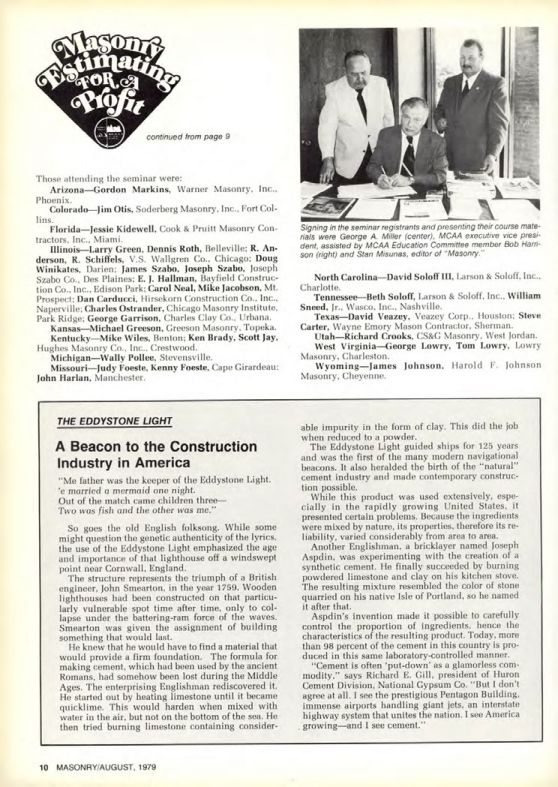 Masonry
Estimating
FOR A
Profit
continued from page 9
Those attending the seminar were:
Arizona—Gordon Markins, Warner Masonry, Inc.,
Phoenix.
Colorado—Jim Otis, Soderberg Masonry, Inc., Fort Col-
lins.
Florida—Jessie Kidewell, Cook & Pruitt Masonry Con-
tractors, Inc., Miami.
Illinois—Larry Green, Dennis Roth, Belleville; R. An-
derson, R. Schiffels, V.S. Wallgren Co., Chicago; Doug
Winikates, Darien; James Szabo, Joseph Szabo, Joseph
Szabo Co., Des Plaines; E. J. Hallman, Bayfield Construc-
tion Co., Inc., Edison Park; Carol Neal, Mike Jacobson, Mt.
Prospect; Dan Carducci, Hirsekorn Construction Co., Inc.,
Naperville; Charles Ostrander, Chicago Masonry Institute,
Park Ridge; George Garrison, Charles Clay Co., Urbana.
Kansas—Michael Greeson, Greeson Masonry, Topeka.
Kentucky—Mike Wiles, Benton; Ken Brady, Scott Jay,
Hughes Masonry Co., Inc., Crestwood.
Michigan—Wally Pollee, Stevensville.
Missouri—Judy Foeste, Kenny Foeste, Cape Girardeau;
John Harlan, Manchester.
Signing in the seminar registrants and presenting their course mate-
rials were George A. Miller (center), MCAA executive vice presi-
dent, assisted by MCAA Education Committee member Bob Harri-
son (right) and Stan Misunas, editor of "Masonry."
North Carolina—David Soloff III, Larson & Soloff, Inc.,
Charlotte.
Tennessee—Beth Soloff, Larson & Soloff, Inc., William
Sneed, Jr., Wasco, Inc., Nashville.
Texas—David Veazey, Veazey Corp., Houston; Steve
Carter, Wayne Emory Mason Contractor, Sherman.
Utah—Richard Crooks, CS&G Masonry, West Jordan.
West Virginia—George Lowry, Tom Lowry, Lowry
Masonry, Charleston.
Wyoming—James Johnson, Harold F. Johnson
Masonry, Cheyenne.
THE EDDYSTONE LIGHT
A Beacon to the Construction
Industry in America
"Me father was the keeper of the Eddystone Light.
'e married a mermaid one night.
Out of the match came children three—
Two was fish and the other was me."
So goes the old English folksong. While some
might question the genetic authenticity of the lyrics,
the use of the Eddystone Light emphasized the age
and importance of that lighthouse off a windswept
point near Cornwall, England.
The structure represents the triumph of a British
engineer, John Smearton, in the year 1759. Wooden
lighthouses had been constructed on that particu-
larly vulnerable spot time after time, only to col-
lapse under the battering-ram force of the waves.
Smearton was given the assignment of building
something that would last.
He knew that he would have to find a material that
would provide a firm foundation. The formula for
making cement, which had been used by the ancient
Romans, had somehow been lost during the Middle
Ages. The enterprising Englishman rediscovered it.
He started out by heating limestone until it became
quicklime. This would harden when mixed with
water in the air, but not on the bottom of the sea. He
then tried burning limestone containing consider-
able impurity in the form of clay. This did the job
when reduced to a powder.
The Eddystone Light guided ships for 125 years
and was the first of the many modern navigational
beacons. It also heralded the birth of the "natural"
cement industry and made contemporary construc-
tion possible.
While this product was used extensively, espe-
cially in the rapidly growing United States, it
presented certain problems. Because the ingredients
were mixed by nature, its properties, therefore its re-
liability, varied considerably from area to area.
Another Englishman, a bricklayer named Joseph
Aspdin, was experimenting with the creation of a
synthetic cement. He finally succeeded by burning
powdered limestone and clay on his kitchen stove.
The resulting mixture resembled the color of stone
quarried on his native Isle of Portland, so he named
it after that.
Aspdin's invention made it possible to carefully
control the proportion of ingredients, hence the
characteristics of the resulting product. Today, more
than 98 percent of the cement in this country is pro-
duced in this same laboratory-controlled manner.
"Cement is often 'put-down' as a glamorless com-
modity," says Richard E. Gill, president of Huron
Cement Division, National Gypsum Co. "But I don't
agree at all. I see the prestigious Pentagon Building,
immense airports handling giant jets, an interstate
highway system that unites the nation. I see America
growing—and I see cement."
10 MASONRY/AUGUST, 1979